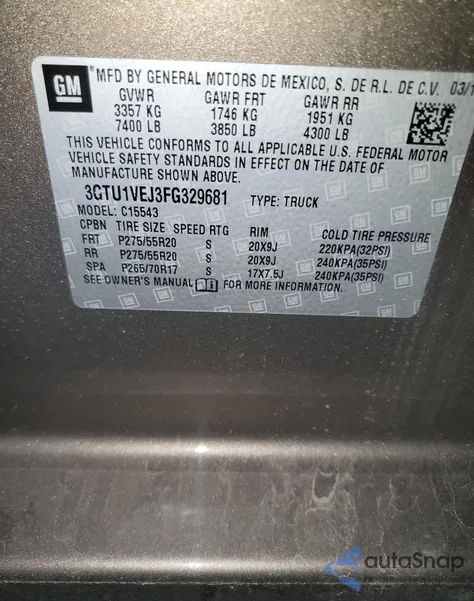 GM
*MFD BY GENERAL MOTORS DE MEXICO, S. DE R.L. DE C.V. 03/1
GVWR GAWR FRT GAWR RR
3357 KG 1746 KG 1951 KG
7400 LB 3850 LB 4300 LB
THIS VEHICLE CONFORMS TO ALL APPLICABLE U.S. FEDERAL MOTOR
VEHICLE SAFETY STANDARDS IN EFFECT ON THE DATE OF
MANUFACTURE SHOWN ABOVE.
3GTU1VEJ3FG329681 TYPE: TRUCK
MODEL: C15543
CPBN TIRE SIZE SPEED RTG RIM COLD TIRE PRESSURE
FRT P275/55R20 S 20X9J 220KPA(32PSI)
RR P275/55R20 S 20X9J 240KPA(35PSI)
SPA P265/70R17 S 17X7.5J 240KPA(35PSI)
SEE OWNER'S MANUAL FOR MORE INFORMATION.
autaSnap